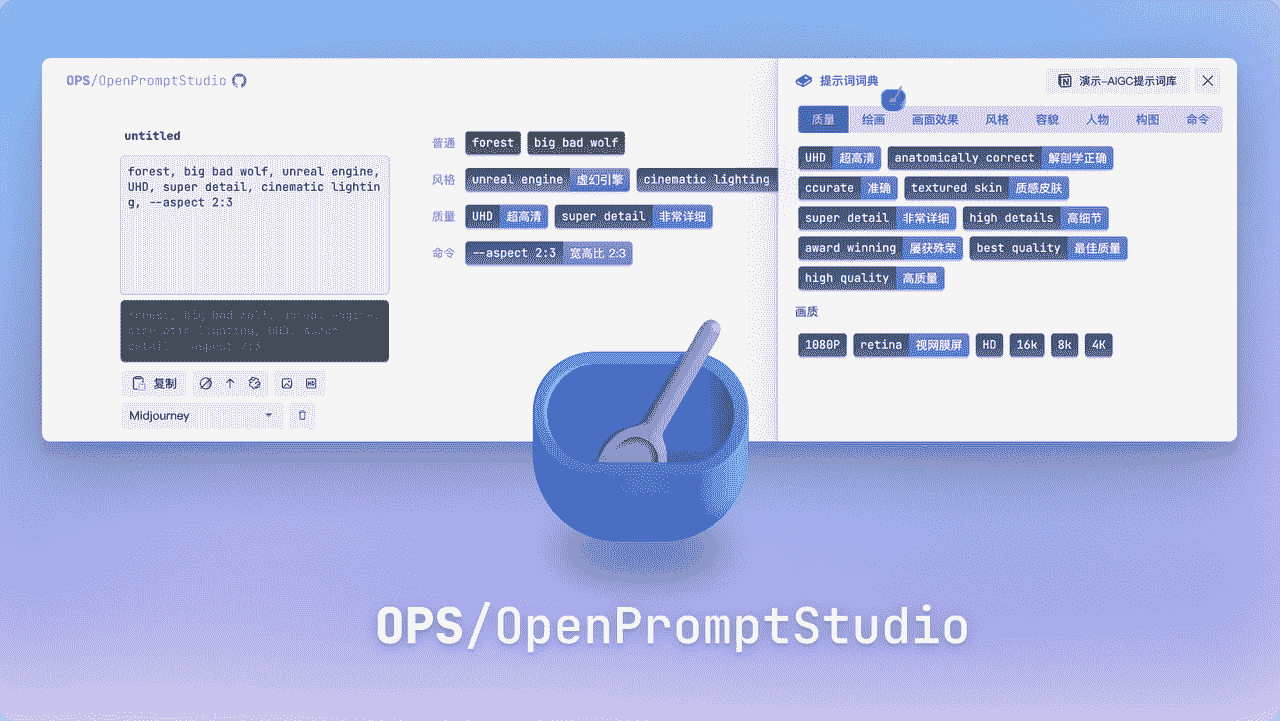 OPS/OpenPromptStudio
untitled
forest, big bad wolf, unreal engine,
UHD, super detail, cinematic lightin
g, --aspect 2:3
复制
Midjourney
普通 forest big bad wolf
风格 unreal engine 虚幻引擎 cinematic lighting
质量 UHD 超高清 super detail 非常详细
命令 --aspect 2:3 宽高比 2:3
提示词词典 演示-AIGC提示词库
质量 绘画 画面效果 风格 容貌 人物 构图 命令
UHD 超高清 anatomically correct 解剖学正确
ccurate 准确 textured skin 质感皮肤
super detail 非常详细 high details 高细节
award winning 屡获殊荣 best quality 最佳质量
high quality 高质量
画质
1080P retina 视网膜屏 HD 16k 8k 4K
OPS/OpenPromptStudio